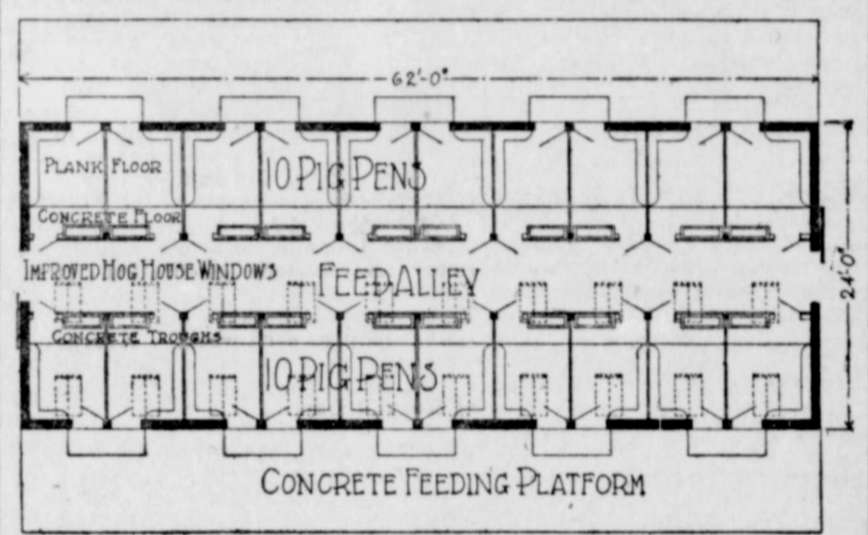 62'-0"
PLANK FLOOR
10 PIG PENS
CONCRETE FLOOR
IMPROVED HOG HOUSE WINDOWS
FEED ALLEY
24'-0"
CONCRETE TROUGHS
10 PIG PENS
CONCRETE FEEDING PLATFORM